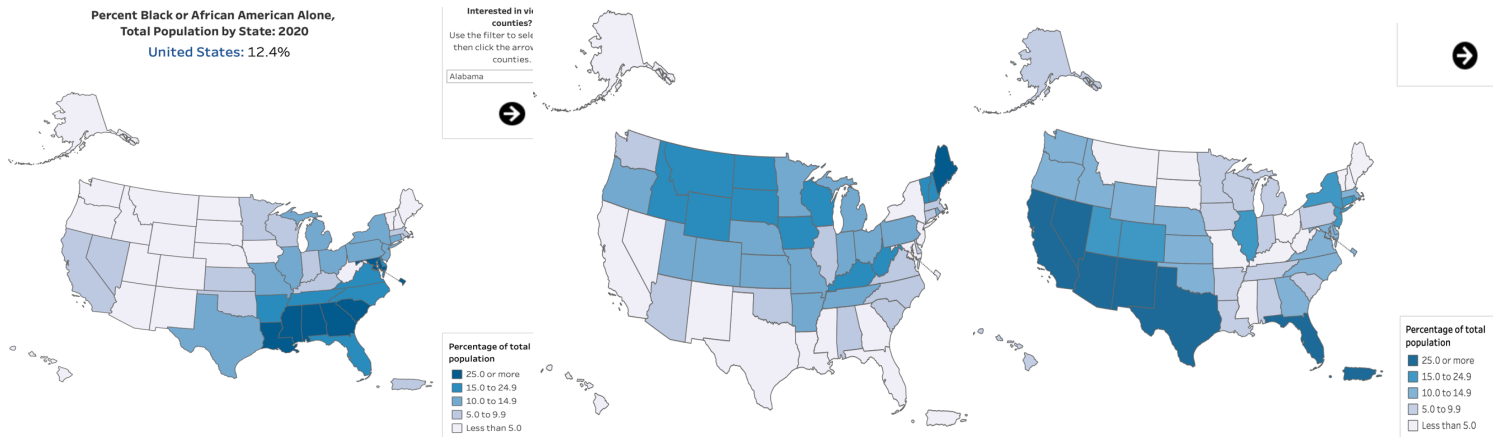 Percent Black or African American Alone,
Total Population by State: 2020
United States: 12.4%
Interested in
counties?
Use the filter to
then click the
counties.
Alabama
Percentage of total
population
25.0 or more
15.0 to 24.9
10.0 to 14.9
5.0 to 9.9
Less than 5.0
Percentage of total
population
25.0 or more
15.0 to 24.9
10.0 to 14.9
5.0 to 9.9
Less than 5.0